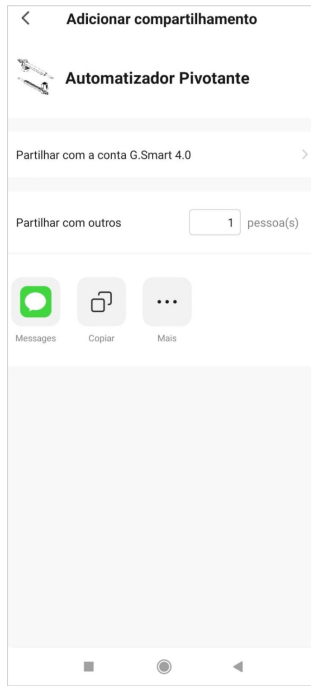 Adicionar compartilhamento
Automatizador Pivotante
Partilhar com a conta G.Smart 4.0
Partilhar com outros 1 pessoa(s)
Messages Copiar Mais